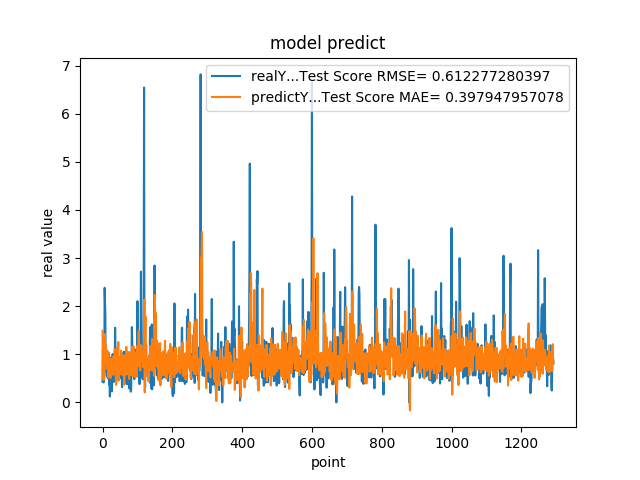 model predict
realY...Test Score RMSE= 0.612277280397
predictY...Test Score MAE= 0.397947957078
real value
7
6
5
4
3
2
1
0
0 200 400 600 800 1000 1200
point